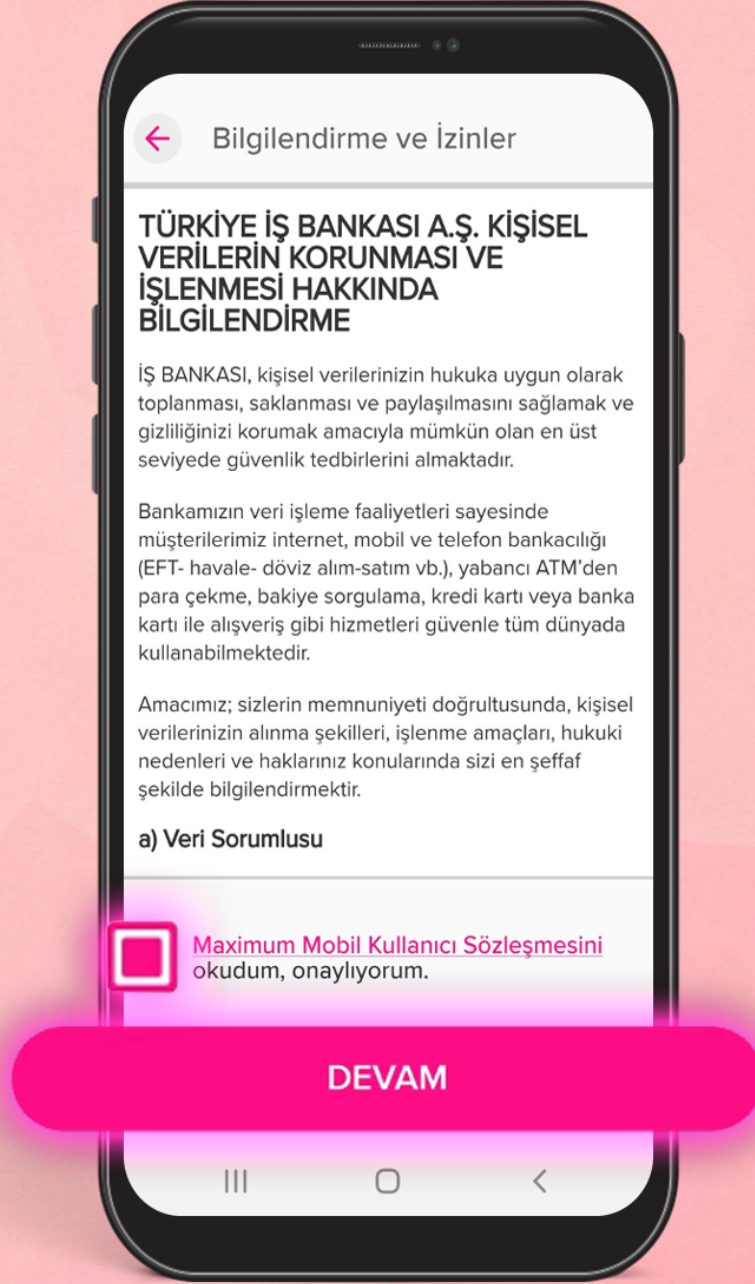 Bilgilendirme ve İzinler
TÜRKİYE İŞ BANKASI A.Ş. KİŞİSEL
VERİLERİN KORUNMASI VE
İŞLENMESİ HAKKINDA
BİLGİLENDİRME
İŞ BANKASI, kişisel verilerinizin hukuka uygun olarak
toplanması, saklanması ve paylaşılmasını sağlamak ve
gizliliğinizi korumak amacıyla mümkün olan en üst
seviyede güvenlik tedbirlerini almaktadır.
Bankamızın veri işleme faaliyetleri sayesinde
müşterilerimiz internet, mobil ve telefon bankacılığı
(EFT- havale- döviz alım-satım vb.), yabancı ATM'den
para çekme, bakiye sorgulama, kredi kartı veya banka
kartı ile alışveriş gibi hizmetleri güvenle tüm dünyada
kullanabilmektedir.
Amacımız; sizlerin memnuniyeti doğrultusunda, kişisel
verilerinizin alınma şekilleri, işlenme amaçları, hukuki
nedenleri ve haklarınız konularında sizi en şeffaf
şekilde bilgilendirmektir.
a) Veri Sorumlusu
Maximum Mobil Kullanıcı Sözleşmesini
okudum, onaylıyorum.
DEVAM